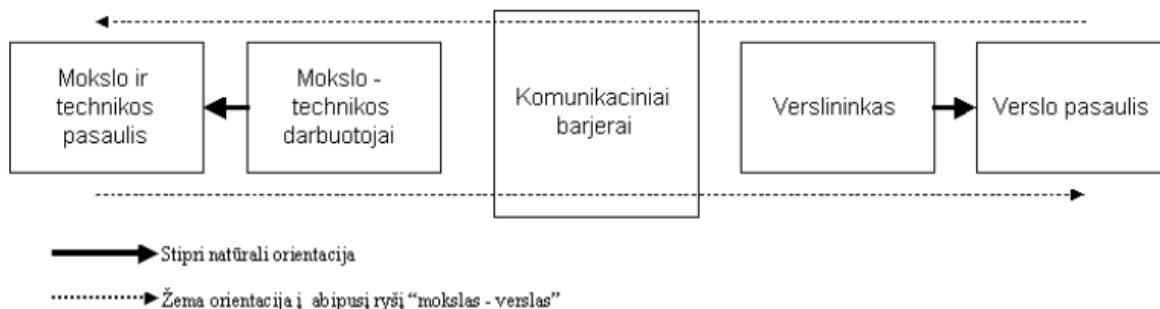 Mokslo ir
technikos
pasaulis
Mokslo -
technikos
darbuotojai
Komunikaciniai
barjerai
Verslininkas
Verslo pasaulis
Stipri natūrali orientacija
Žema orientacija į abipusį ryšį “mokslas - verslas”